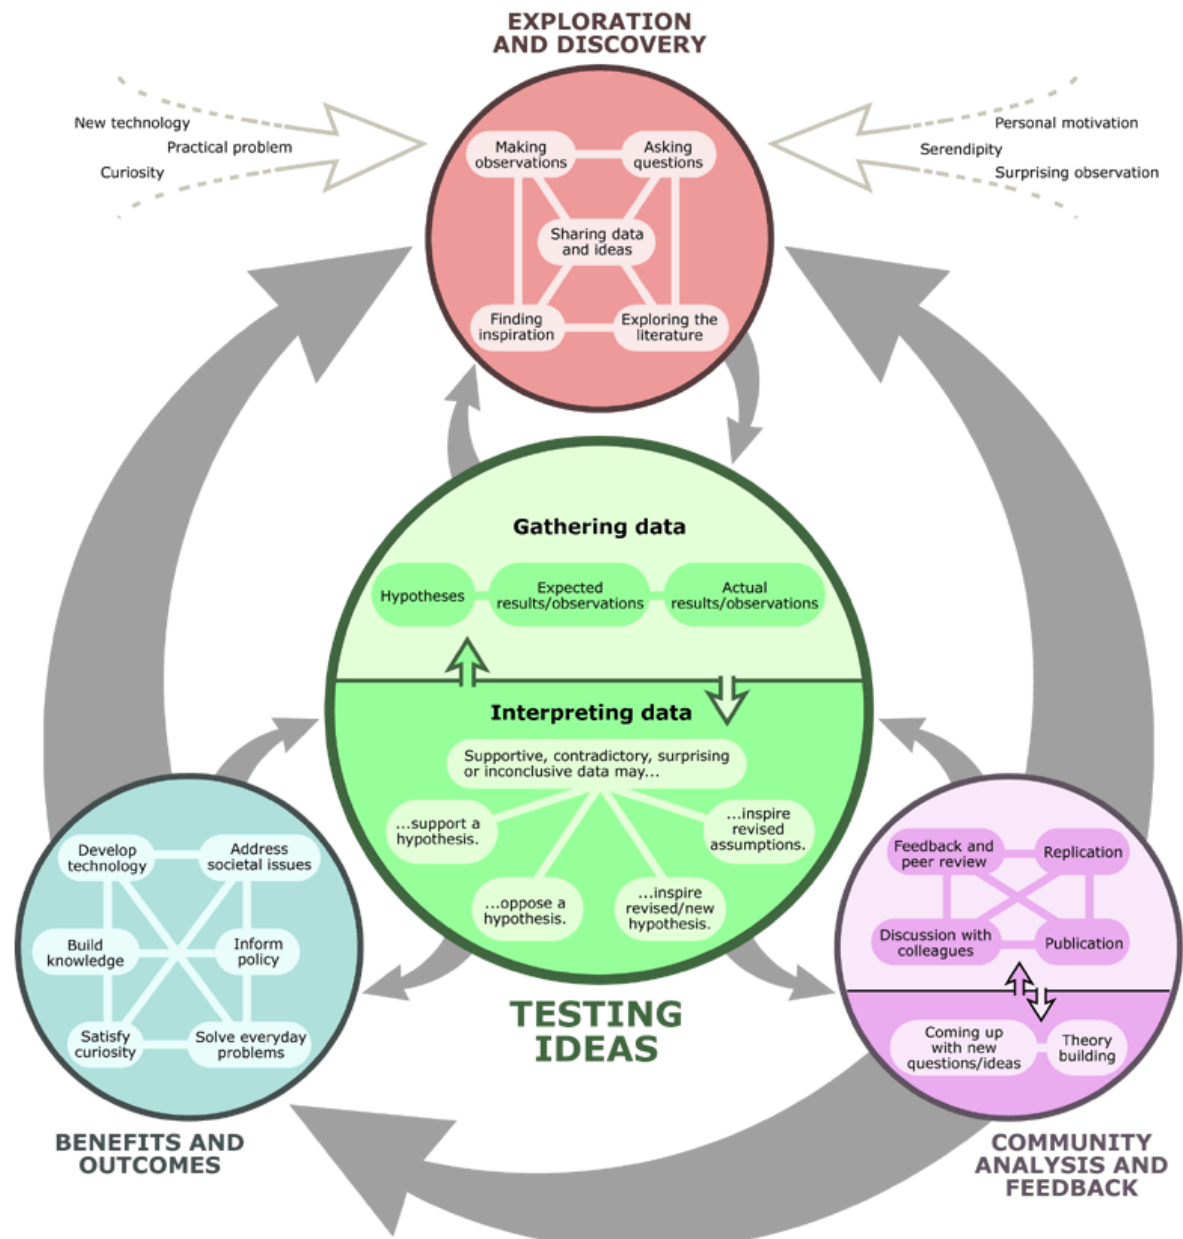 EXPLORATION
AND DISCOVERY
New technology
Practical problem
Curiosity
Personal motivation
Serendipity
Surprising observation
Making
observations
Asking
questions
Sharing data
and ideas
Finding
inspiration
Exploring the
literature
Gathering data
Hypotheses
Expected
results/observations
Actual
results/observations
Interpreting data
Supportive, contradictory, surprising
or inconclusive data may...
...support a
hypothesis.
...oppose a
hypothesis.
...inspire
revised/new
hypothesis.
...inspire
revised
assumptions.
TESTING
IDEAS
Develop
technology
Address
societal issues
Build
knowledge
Inform
policy
Satisfy
curiosity
Solve everyday
problems
BENEFITS AND
OUTCOMES
Feedback and
peer review
Replication
Discussion with
colleagues
Publication
Coming up
with new
questions/ideas
Theory
building
COMMUNITY
ANALYSIS AND
FEEDBACK